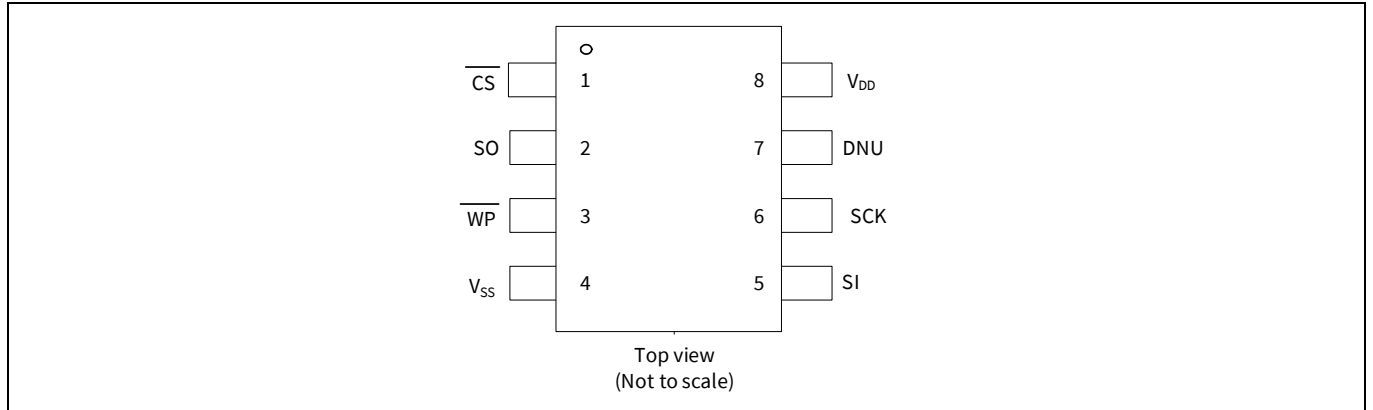 CS 1 8 VDD
SO 2 7 DNU
WP 3 6 SCK
VSS 4 5 SI
Top view
(Not to scale)